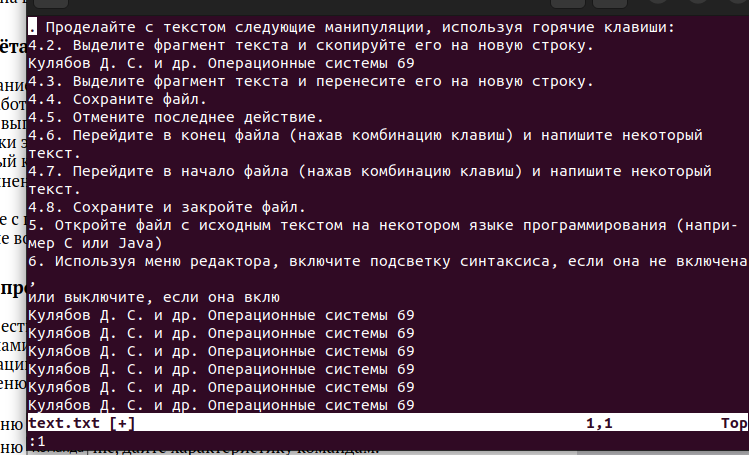 . Проделайте с текстом следующие манипуляции, используя горячие клавиши:
4.2. Выделите фрагмент текста и скопируйте его на новую строку.
Кулябов Д. С. и др. Операционные системы 69
4.3. Выделите фрагмент текста и перенесите его на новую строку.
4.4. Сохраните файл.
4.5. Отмените последнее действие.
4.6. Перейдите в конец файла (нажав комбинацию клавиш) и напишите некоторый
текст.
4.7. Перейдите в начало файла (нажав комбинацию клавиш) и напишите некоторый
текст.
4.8. Сохраните и закройте файл.
5. Откройте файл с исходным текстом на некотором языке программирования (напри-
мер C или Java)
6. Используя меню редактора, включите подсветку синтаксиса, если она не включена
,
или выключите, если она вклю
Кулябов Д. С. и др. Операционные системы 69
Кулябов Д. С. и др. Операционные системы 69
Кулябов Д. С. и др. Операционные системы 69
Кулябов Д. С. и др. Операционные системы 69
Кулябов Д. С. и др. Операционные системы 69
Кулябов Д. С. и др. Операционные системы 69
text.txt [+] 1,1 Top
:1